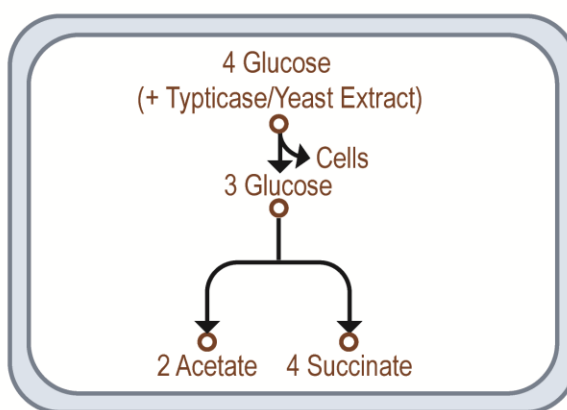 4 Glucose
(+ Typticase/Yeast Extract)
Cells
3 Glucose
2 Acetate
4 Succinate